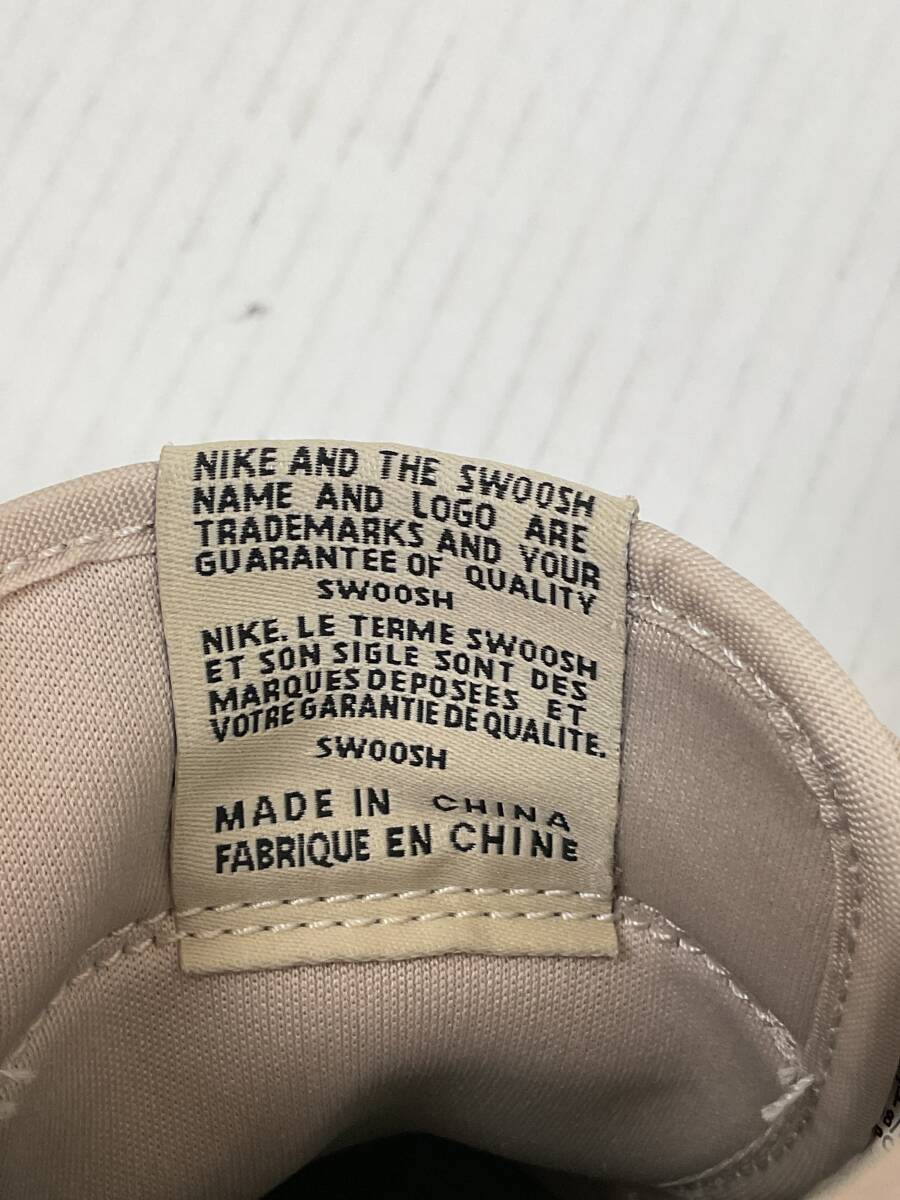 NIKE AND THE SWOOSH
NAME AND LOGO ARE
TRADEMARKS AND YOUR
GUARANTEE OF QUALITY
SWOOSH
NIKE. LE TERME SWOOSH
ET SON SIGLE SONT DES
MARQUES DEPOSEES ET
VOTRE GARANTIE DE QUALITE.
SWOOSH
MADE IN CHINA
FABRIQUE EN CHINE